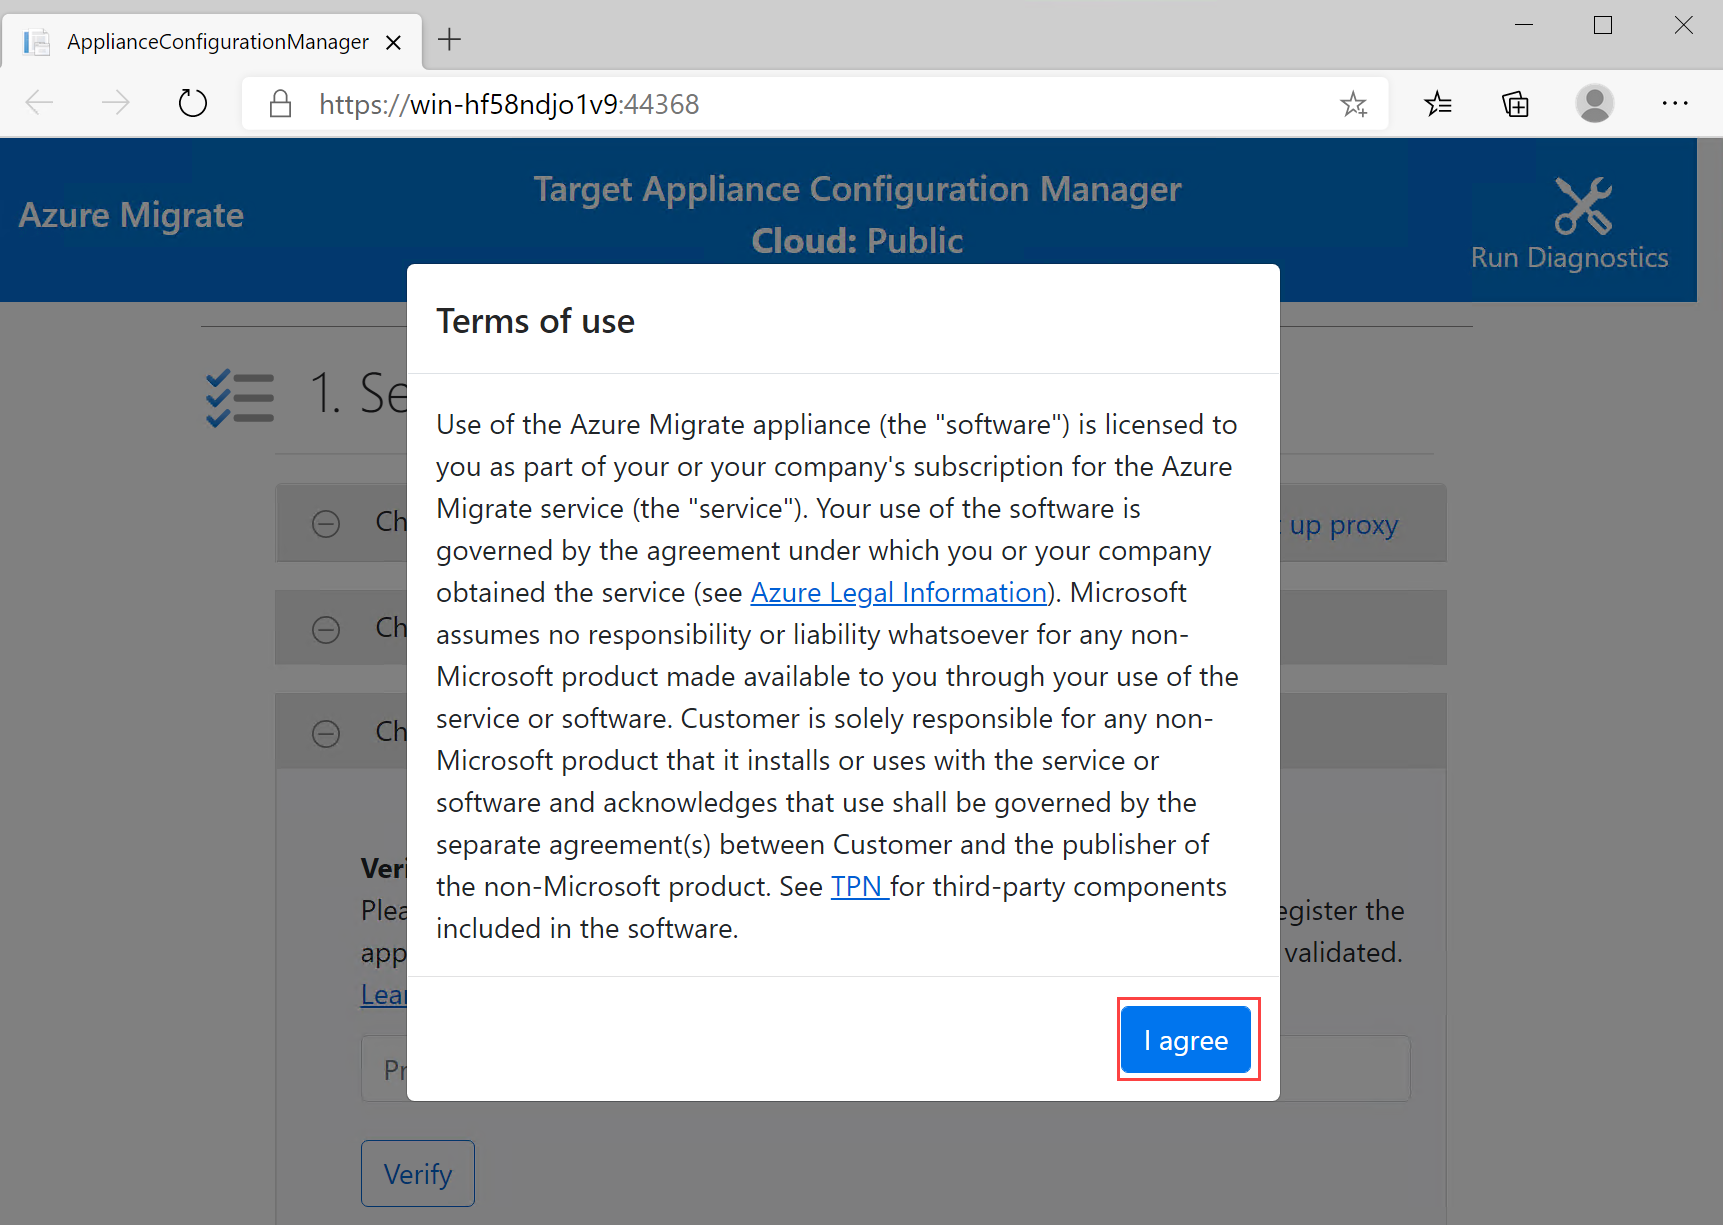 ApplianceConfigurationManager
https://win-hf58ndjo1v9:44368
Azure Migrate
Target Appliance Configuration Manager
Cloud: Public
Run Diagnostics
Terms of use
1. Se
Use of the Azure Migrate appliance (the "software") is licensed to
you as part of your or your company's subscription for the Azure
Migrate service (the "service"). Your use of the software is
governed by the agreement under which you or your company
obtained the service (see Azure Legal Information). Microsoft
assumes no responsibility or liability whatsoever for any non-
Microsoft product made available to you through your use of the
service or software. Customer is solely responsible for any non-
Microsoft product that it installs or uses with the service or
software and acknowledges that use shall be governed by the
separate agreement(s) between Customer and the publisher of
the non-Microsoft product. See TPN for third-party components
included in the software.
I agree
Ch
up proxy
Ch
Ch
Veri
Plea
egister the
app
validated.
Lear
Pr
Verify